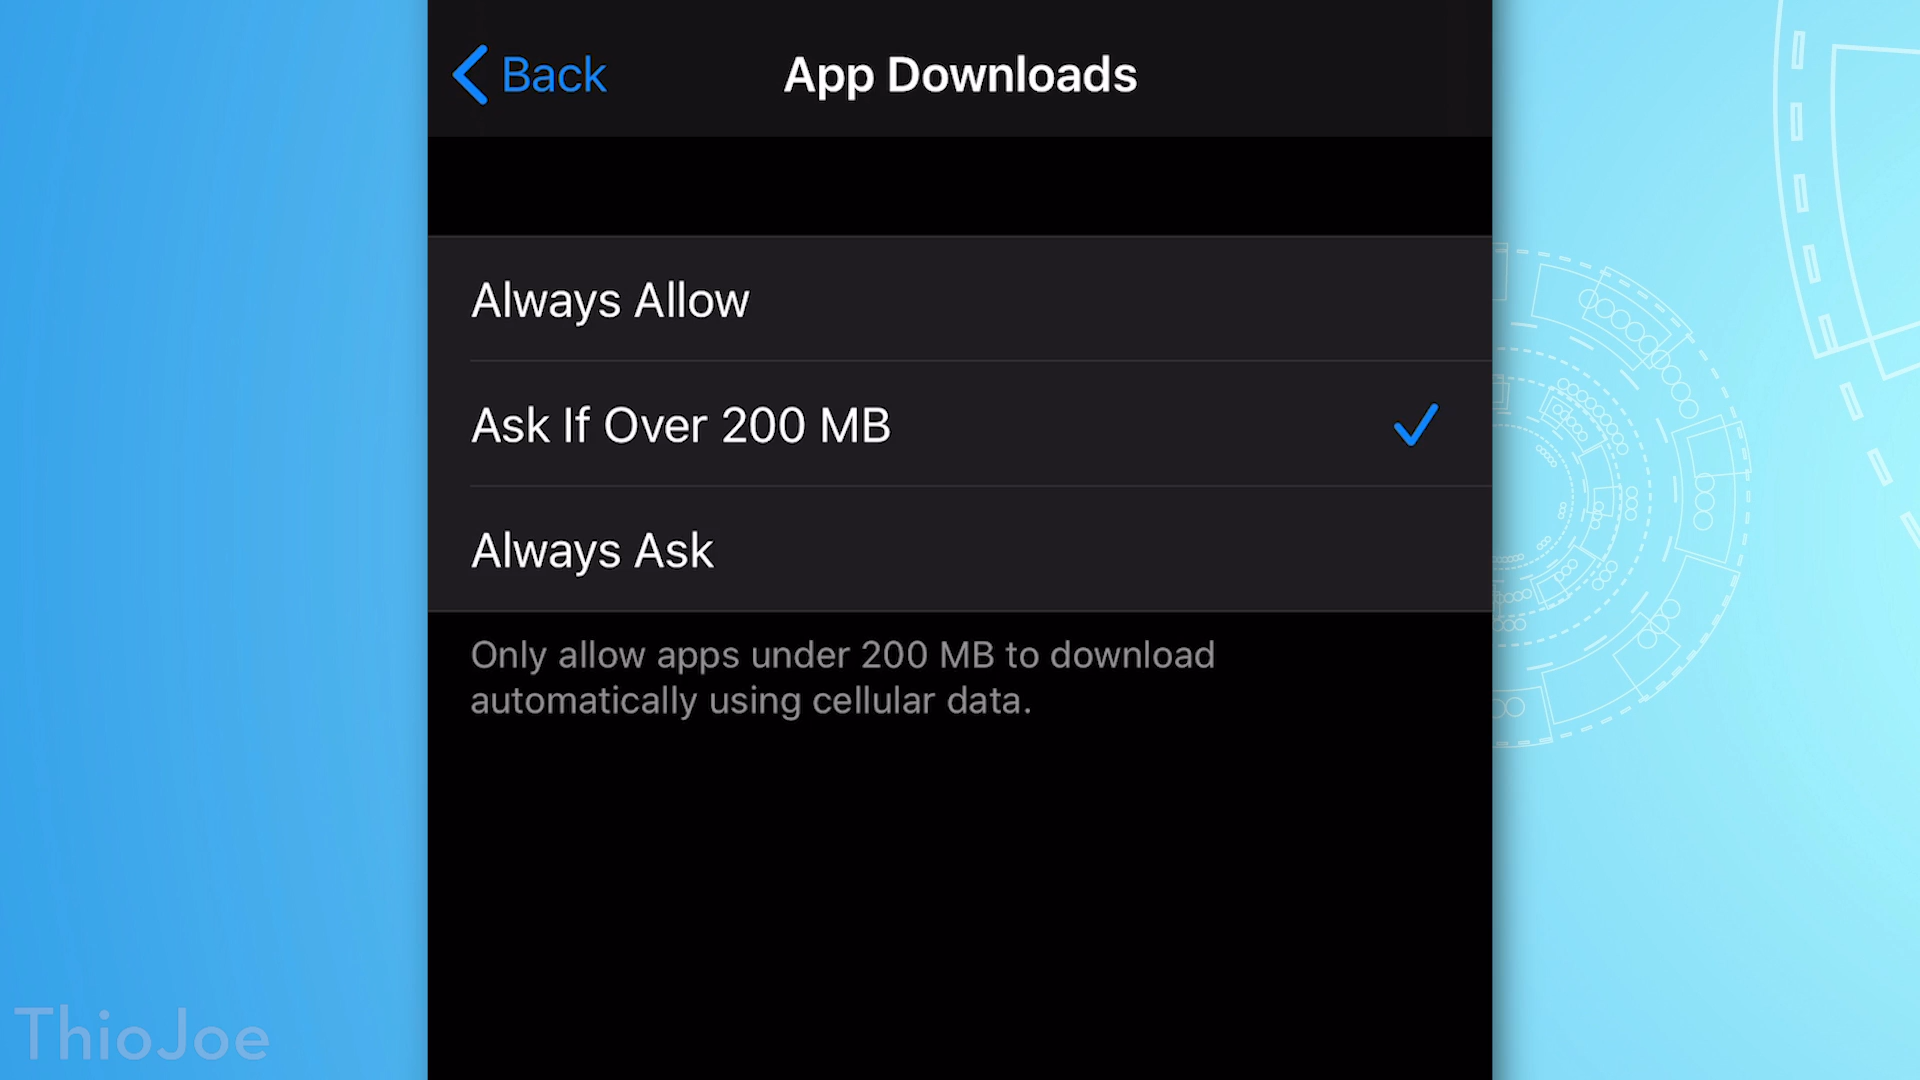 Back
App Downloads
Always Allow
Ask If Over 200 MB
Always Ask
Only allow apps under 200 MB to download
automatically using cellular data.
ThioJoe